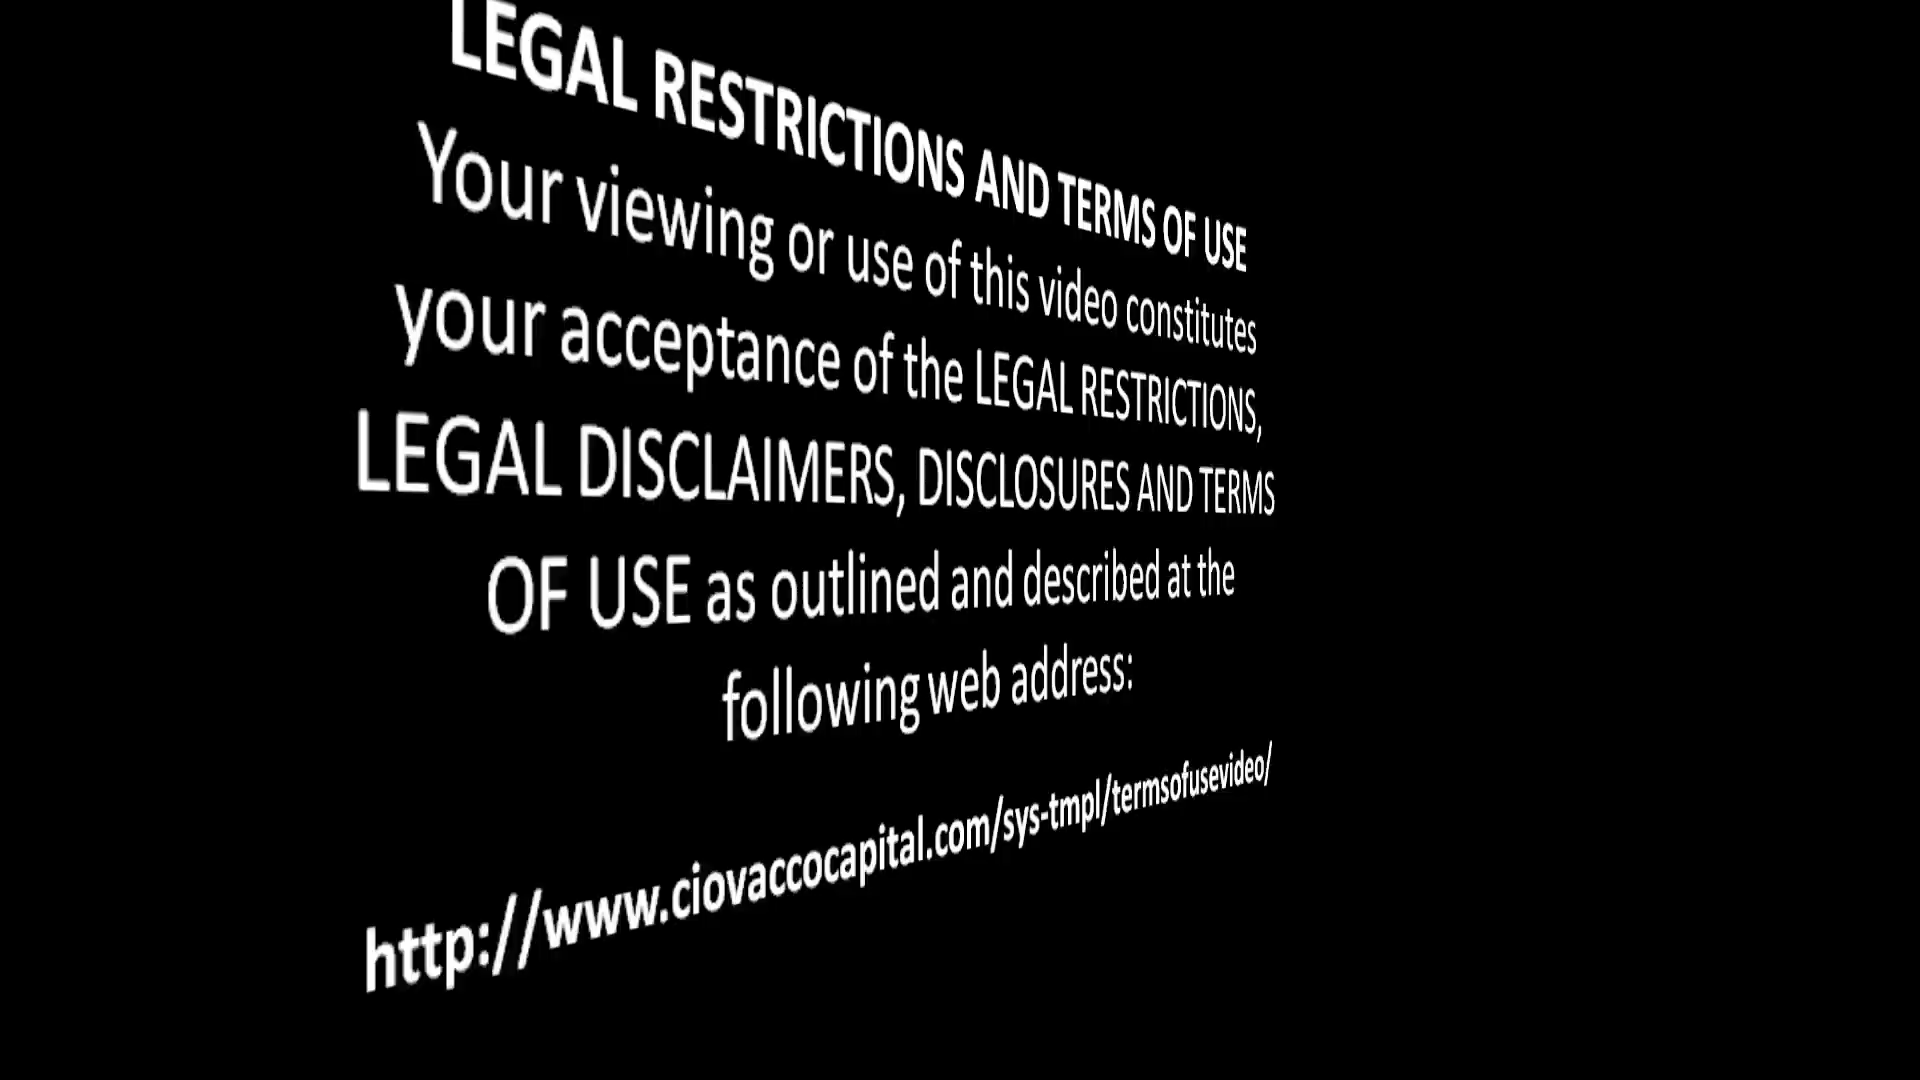 LEGAL RESTRICTIONS AND TERMS OF USE
Your viewing or use of this video constitutes
your acceptance of the LEGAL RESTRICTIONS,
LEGAL DISCLAIMERS, DISCLOSURES AND TERMS
OF USE as outlined and described at the
following web address:
http://www.ciovaccocapital.com/sys-tmpl/termsofusevideo/